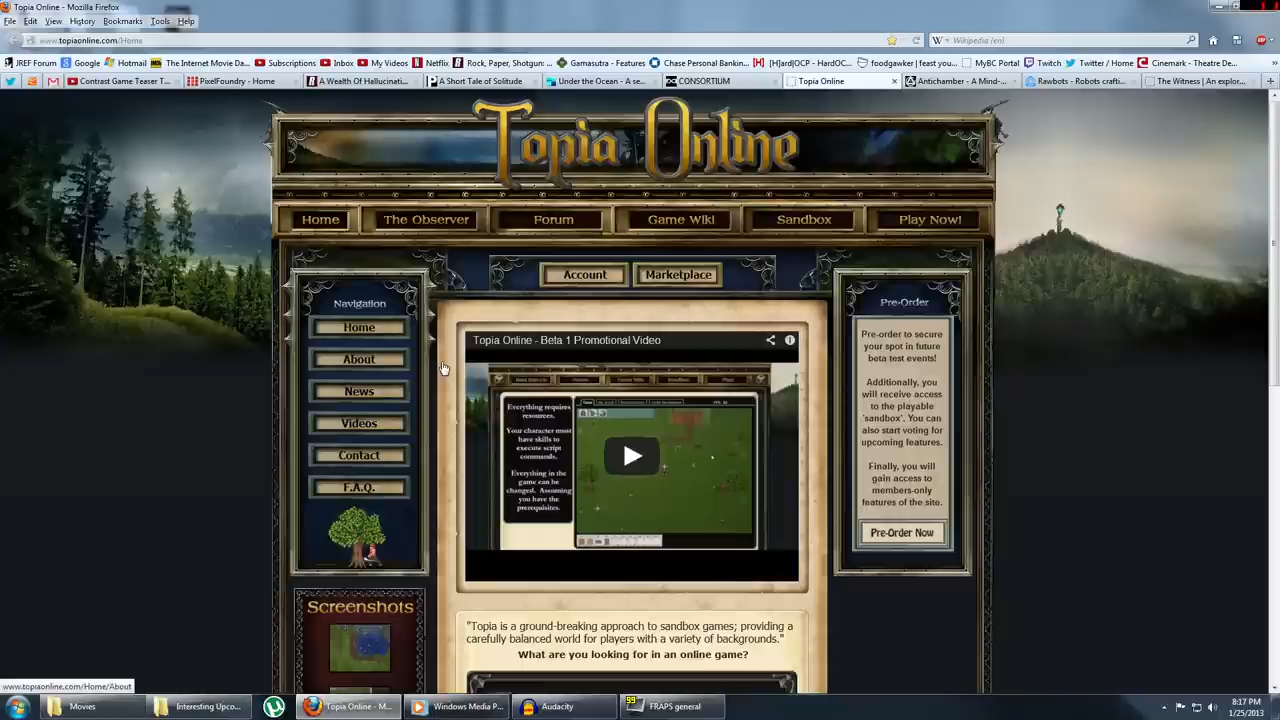 Topia Online - Mozilla Firefox
File Edit View History Bookmarks Tools Help
www.topiaonline.com/Home
Wikipedia (en)
JREF Forum Google Hotmail The Internet Movie Da... Subscriptions Inbox My Videos Netflix Rock, Paper, Shotgun: ... Gamasutra - Features Chase Personal Banking... [H]ard|OCP - HardOC... foodgawker | feast you... MyBC Portal Twitch Twitter / Home Cinemark - Theatre De...
Contrast Game Teaser T... PixelFoundry - Home A Wealth Of Hallucinati... A Short Tale of Solitude Under the Ocean - A se... CONSORTIUM Topia Online Antichamber - A Mind-... Rawbots - Robots crafti... The Witness | An explor...
Topia Online
Home The Observer Forum Game Wiki Sandbox Play Now!
Account Marketplace
Navigation
Home
About
News
Videos
Contact
F.A.Q.
Screenshots
Topia Online - Beta 1 Promotional Video
Everything requires
resources.
Your character must
have skills to
execute script
commands.
Everything in the
game can be
changed. Assuming
you have the
prerequisites.
"Topia is a ground-breaking approach to sandbox games; providing a
carefully balanced world for players with a variety of backgrounds."
What are you looking for in an online game?
Pre-Order
Pre-order to secure
your spot in future
beta test events!
Additionally, you
will receive access
to the playable
'sandbox'. You can
also start voting for
upcoming features.
Finally, you will
gain access to
members-only
features of the site.
Pre-Order Now
www.topiaonline.com/Home/About
Movies Interesting Upco... Topia Online - M... Windows Media P... Audacity 99 FRAPS general
8:17 PM
1/25/2013